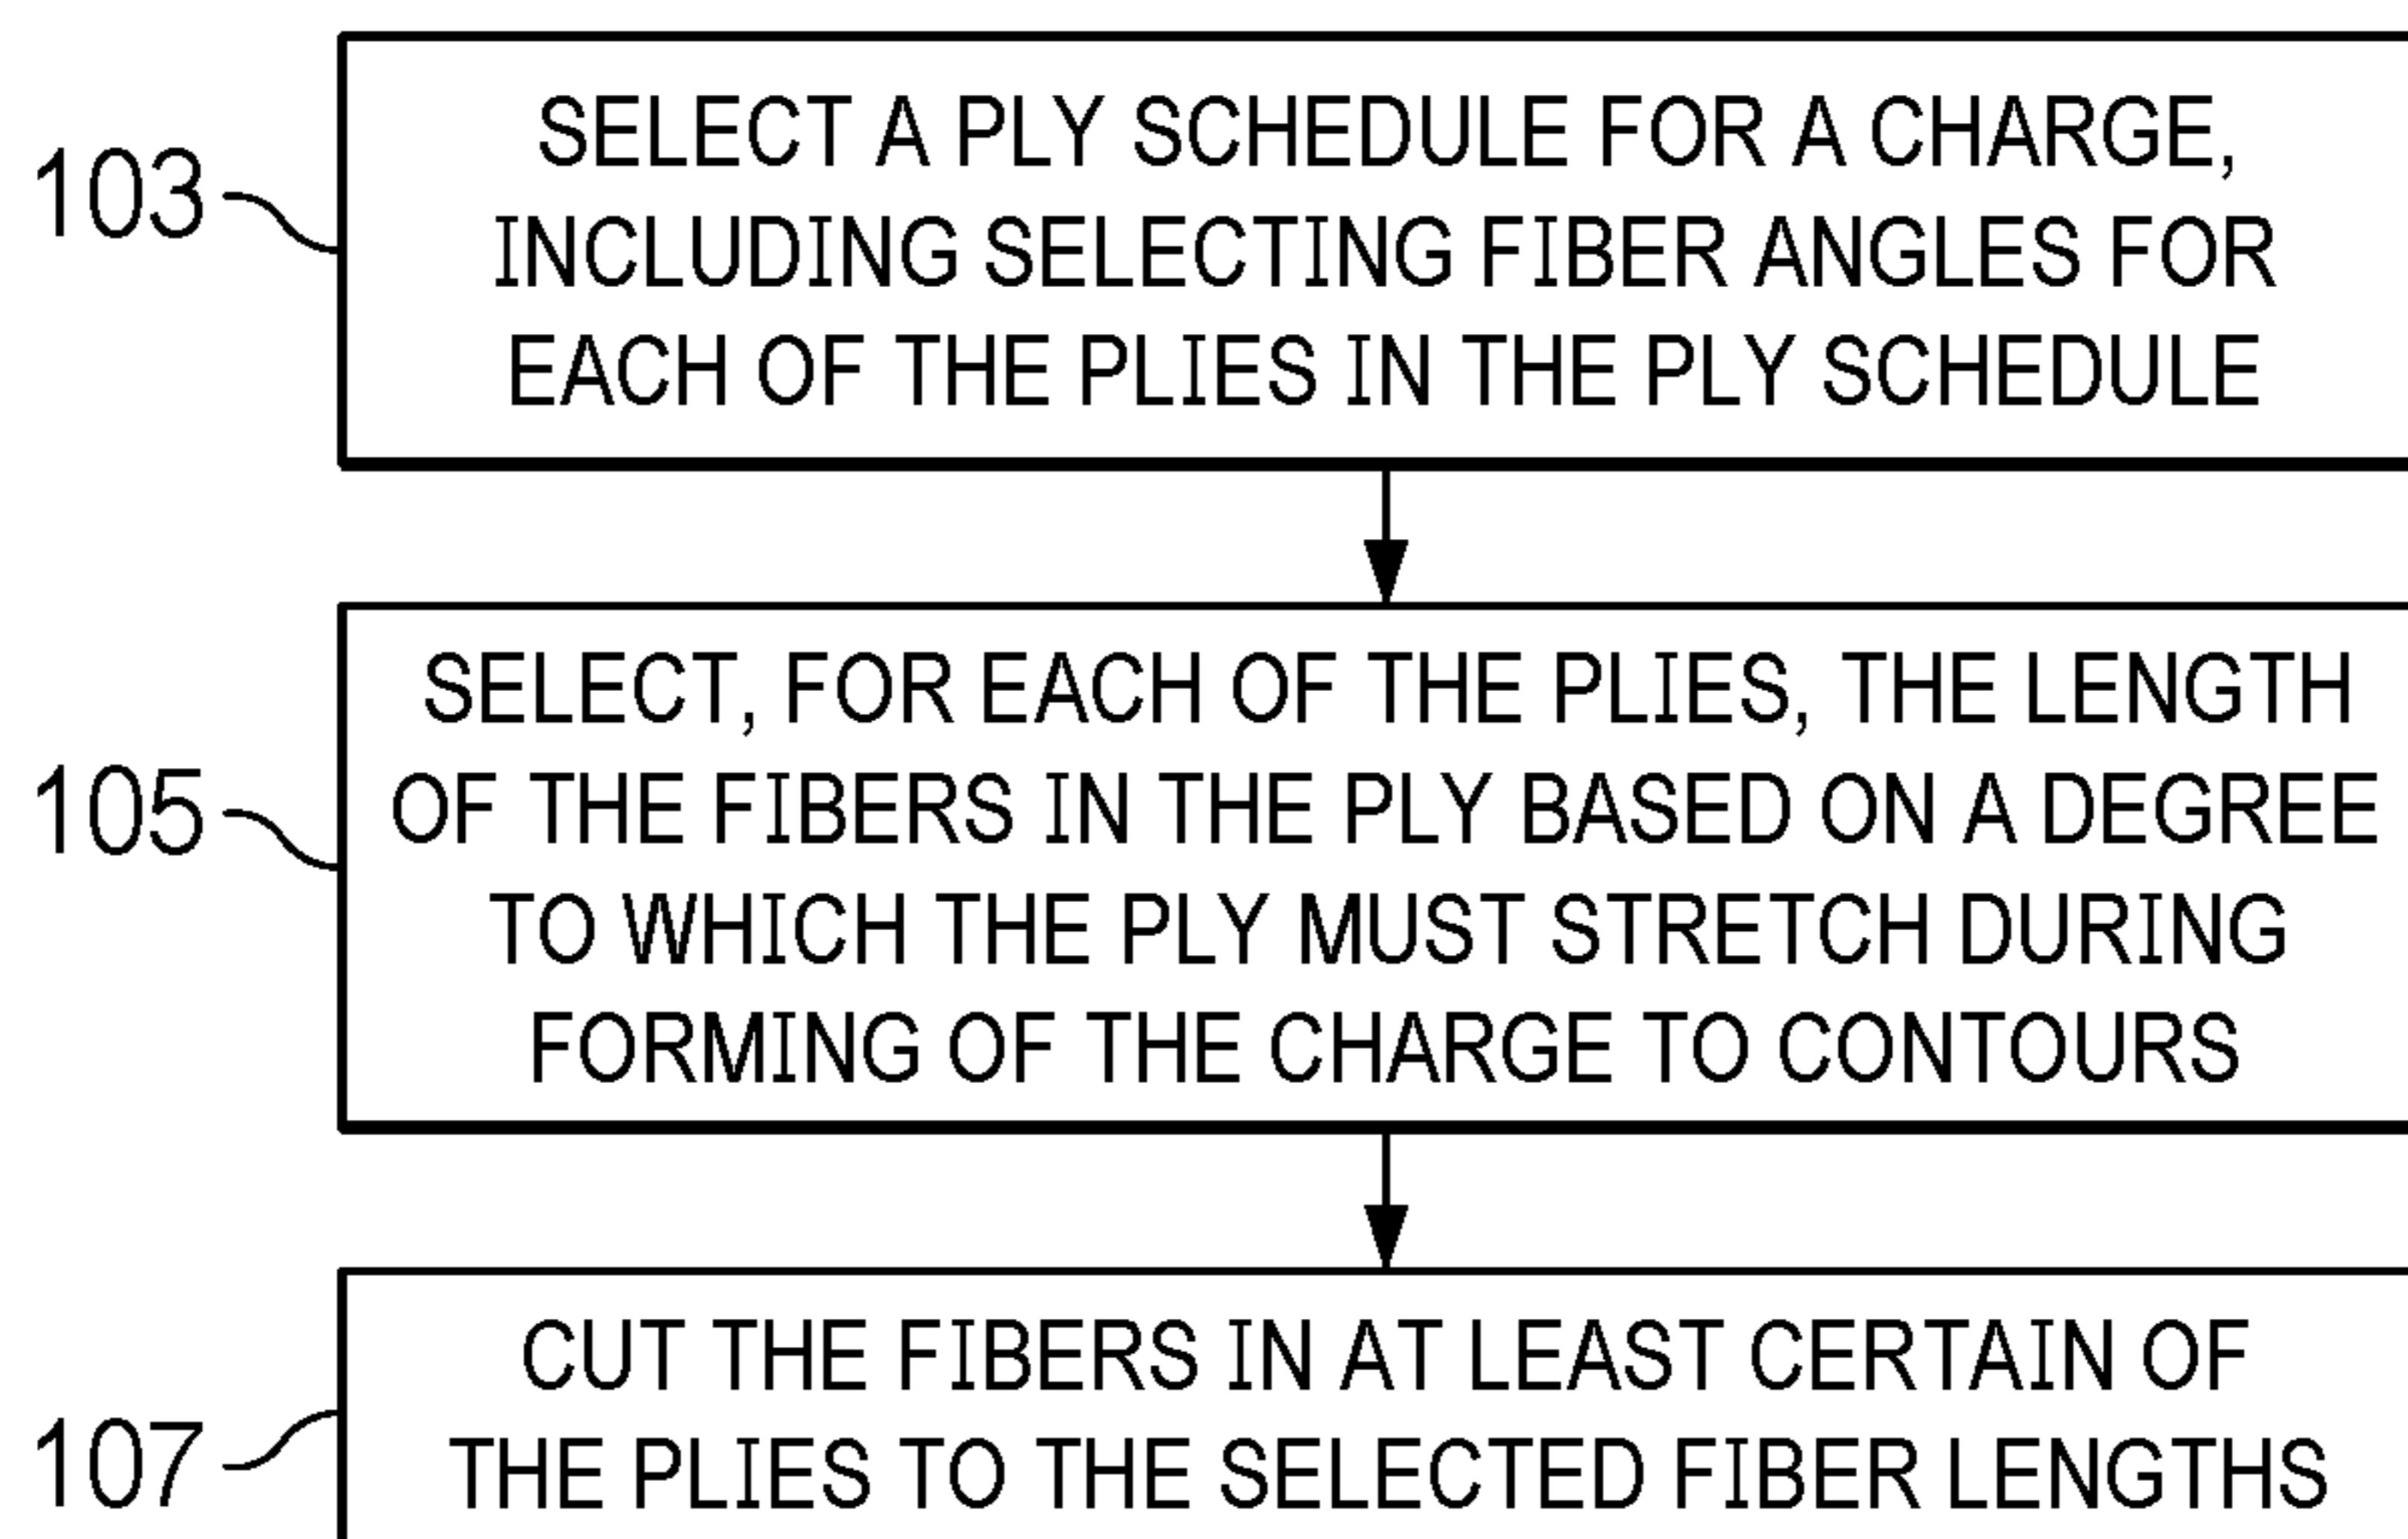 103
SELECT A PLY SCHEDULE FOR A CHARGE,
INCLUDING SELECTING FIBER ANGLES FOR
EACH OF THE PLIES IN THE PLY SCHEDULE
105
SELECT, FOR EACH OF THE PLIES, THE LENGTH
OF THE FIBERS IN THE PLY BASED ON A DEGREE
TO WHICH THE PLY MUST STRETCH DURING
FORMING OF THE CHARGE TO CONTOURS
107
CUT THE FIBERS IN AT LEAST CERTAIN OF
THE PLIES TO THE SELECTED FIBER LENGTHS